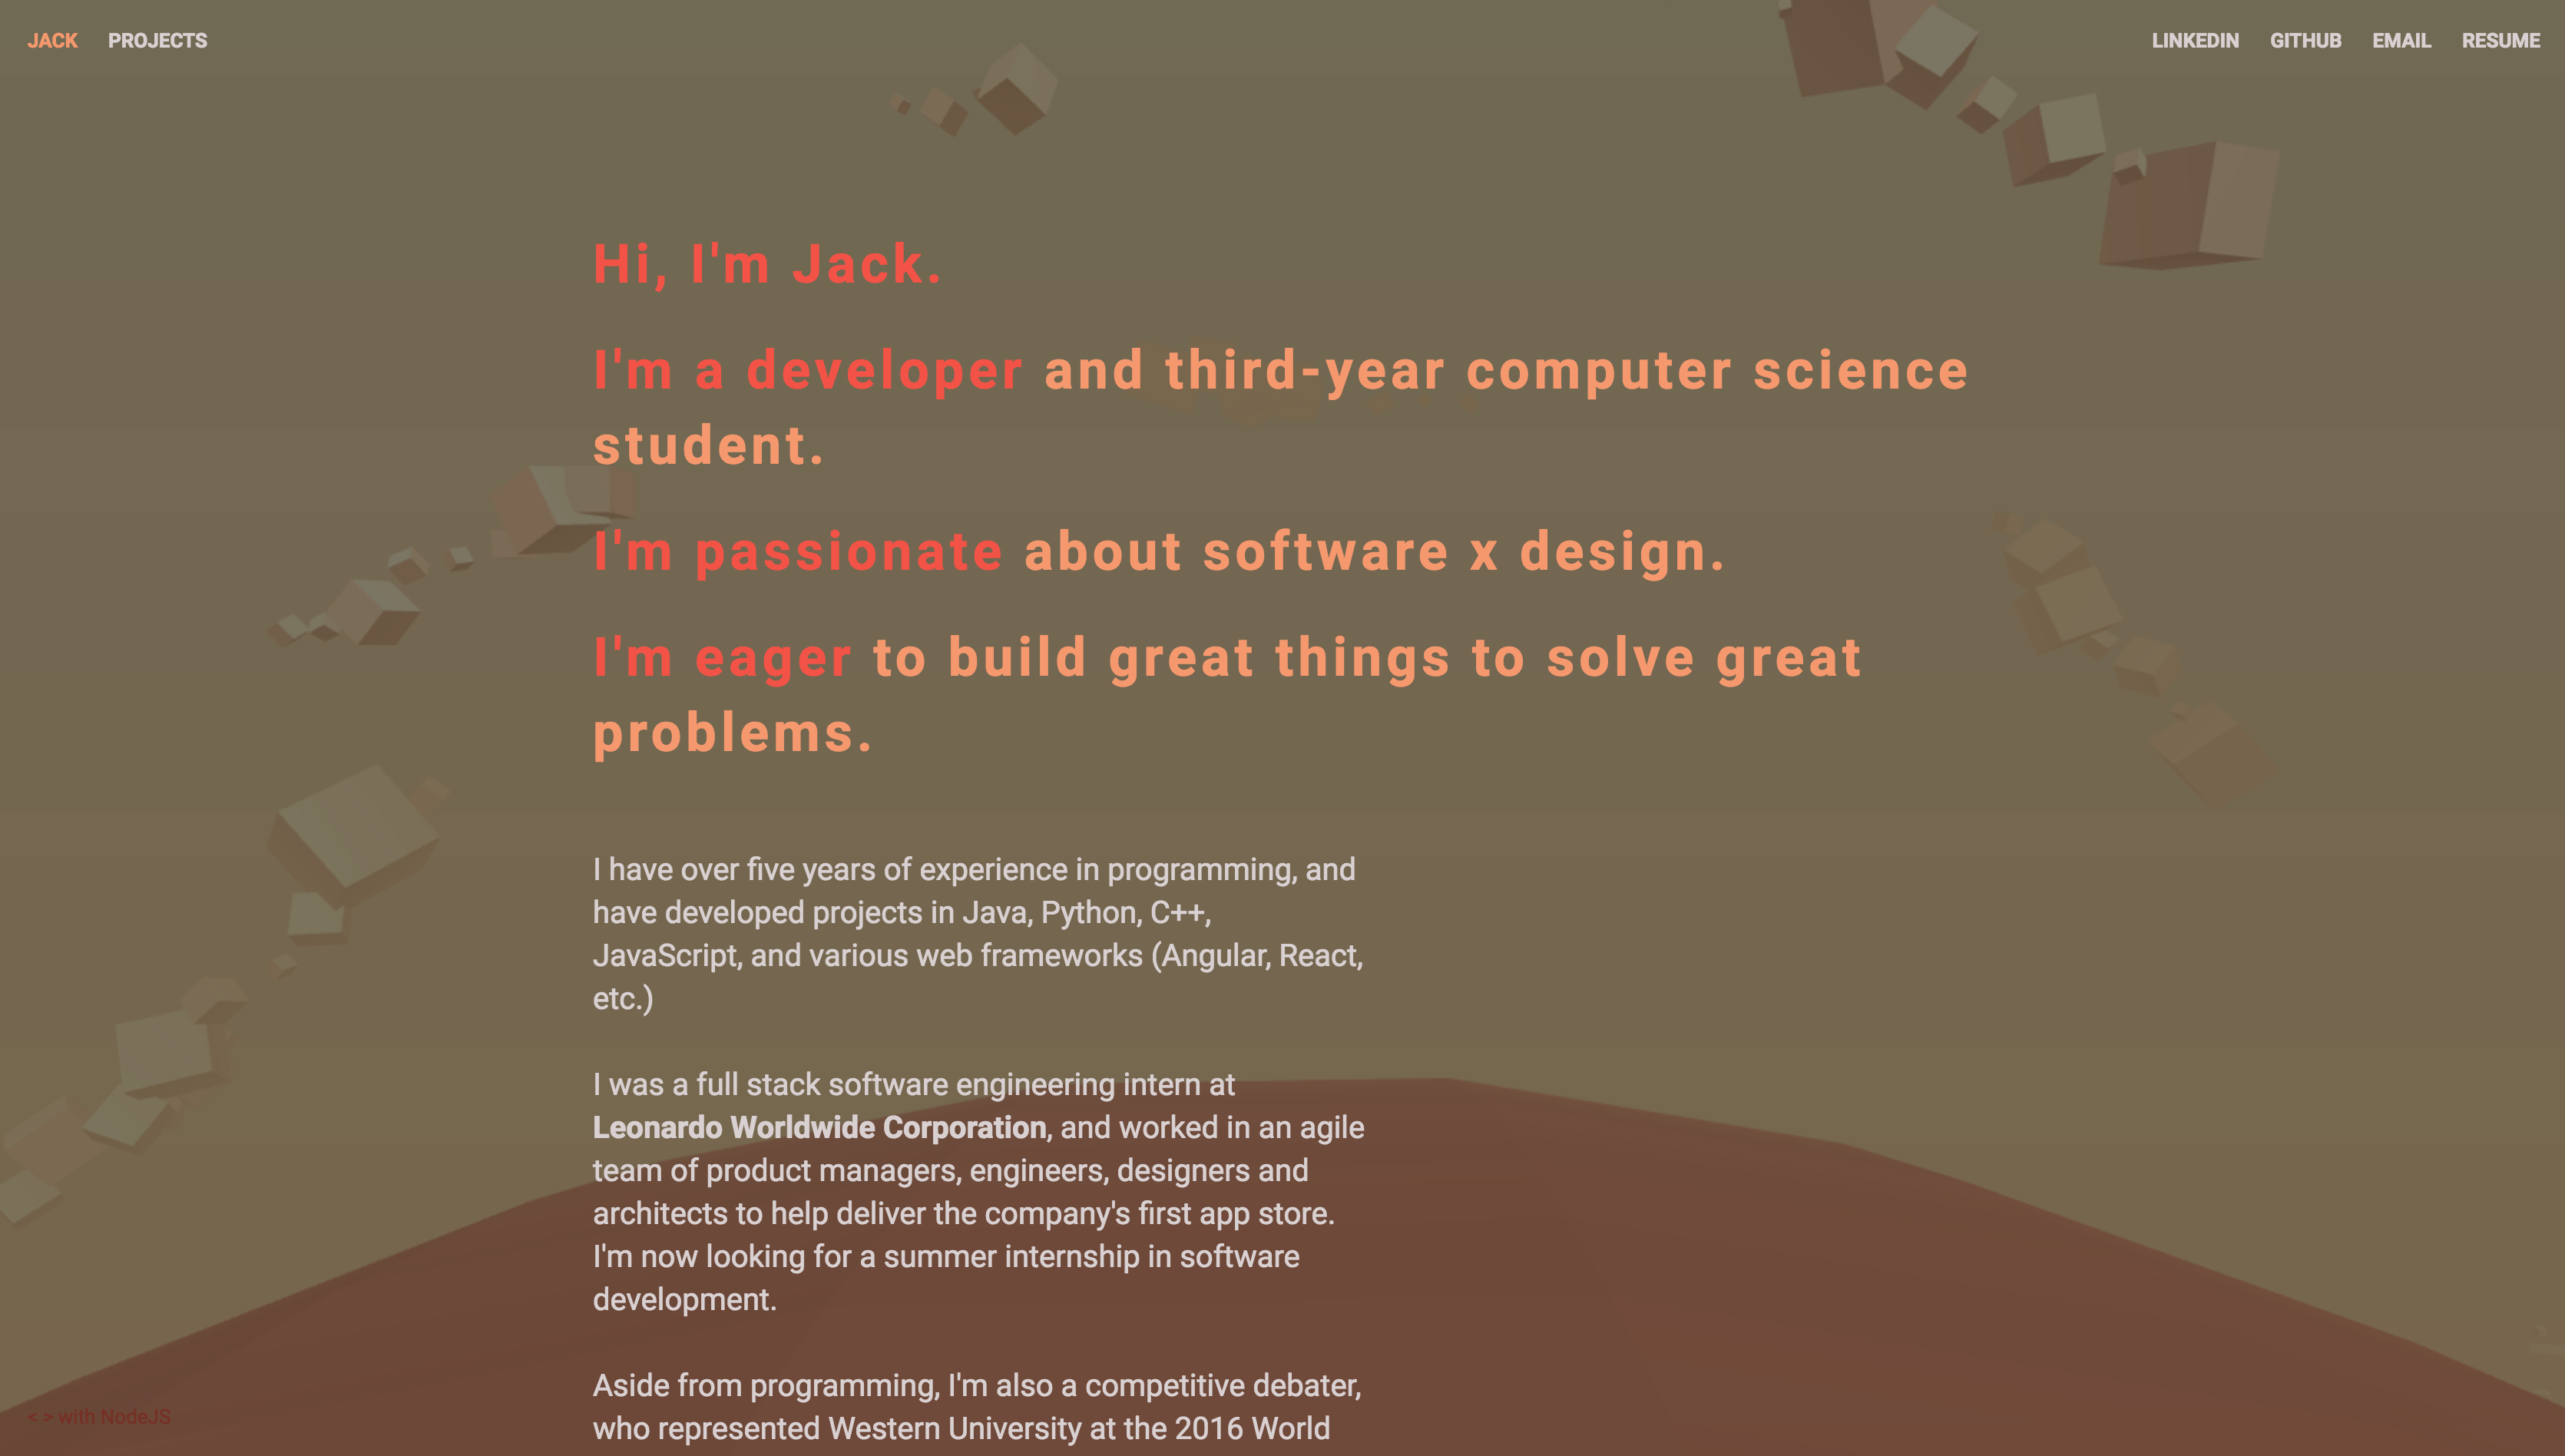 JACK PROJECTS LINKEDIN GITHUB EMAIL RESUME
Hi, I'm Jack.
I'm a developer and third-year computer science
student.
I'm passionate about software x design.
I'm eager to build great things to solve great
problems.
I have over five years of experience in programming, and
have developed projects in Java, Python, C++,
JavaScript, and various web frameworks (Angular, React,
etc.)
I was a full stack software engineering intern at
Leonardo Worldwide Corporation, and worked in an agile
team of product managers, engineers, designers and
architects to help deliver the company's first app store.
I'm now looking for a summer internship in software
development.
Aside from programming, I'm also a competitive debater,
who represented Western University at the 2016 World
< > with NodeJS